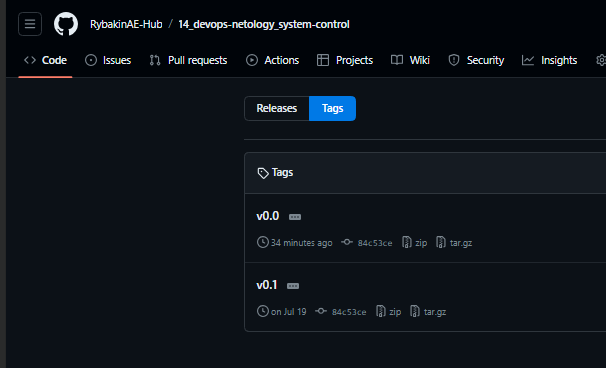 RybakinAE-Hub / 14_devops-netology_system-control
Code Issues Pull requests Actions Projects Wiki Security Insights
Releases Tags
Tags
v0.0
34 minutes ago 84c53ce zip tar.gz
v0.1
on Jul 19 84c53ce zip tar.gz